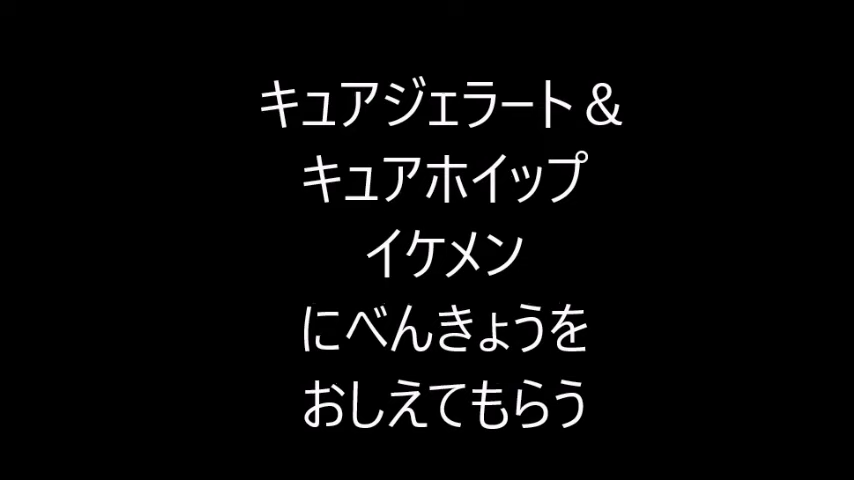 キュアジェラート &
キュアホイップ
イケメン
にべんきょうを
おしえてもらう